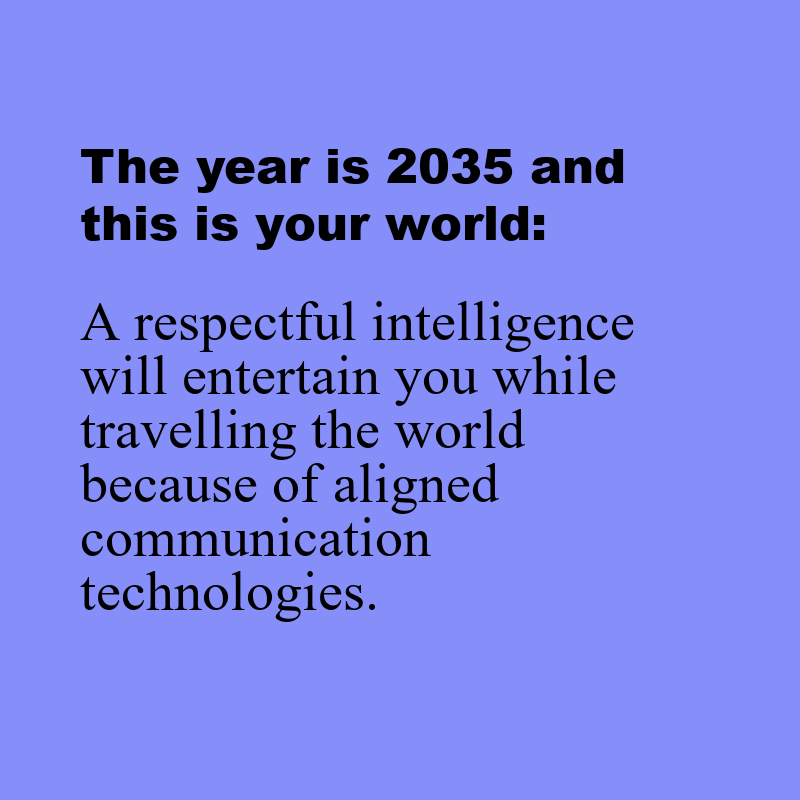 The year is 2035 and
this is your world:
A respectful intelligence
will entertain you while
travelling the world
because of aligned
communication
technologies.